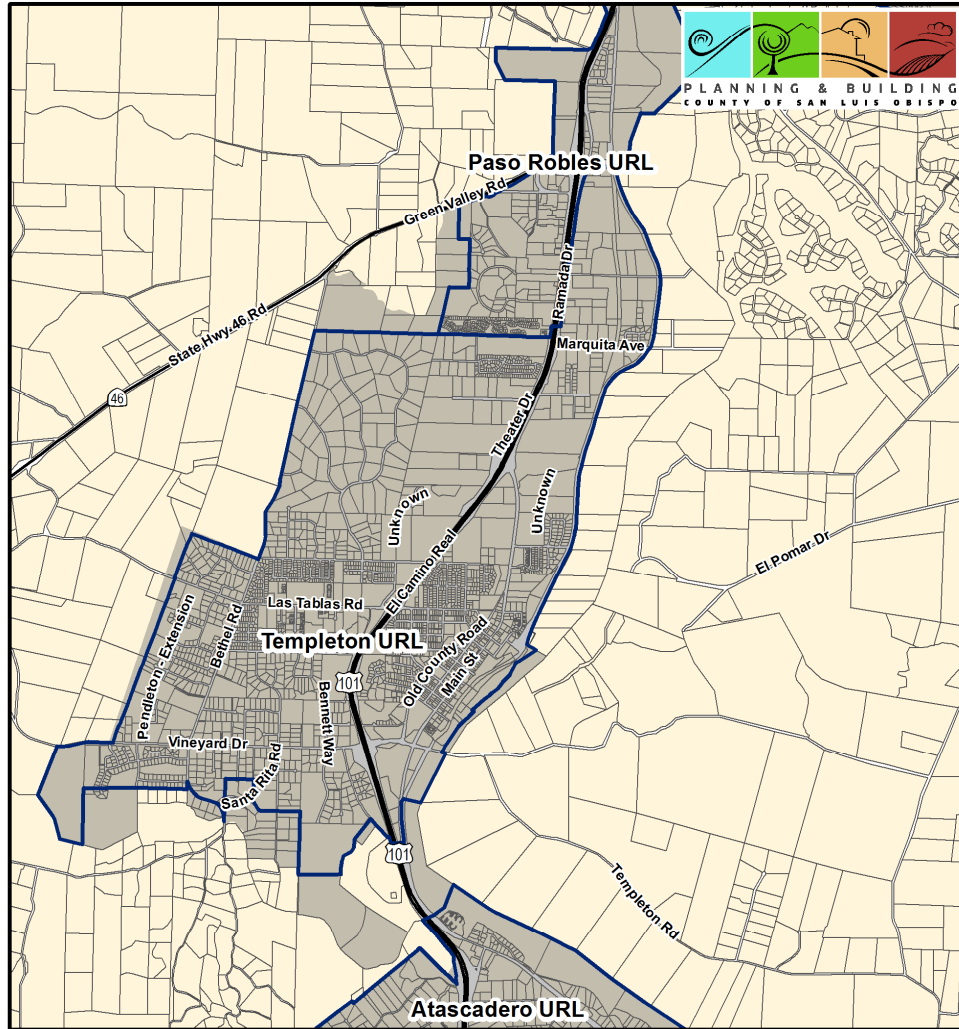 PLANNING & BUILDING
COUNTY OF SAN LUIS OBISPO
Paso Robles URL
Green Valley Rd
Ramada Dr
State Hwy 46 Rd
Marquita Ave
46
Theater Dr
Unknown
Unknown
El Pomar Dr
El Camino Real
Las Tablas Rd
Pendleton - Extension
Bethel Rd
Templeton URL
Old County Road
Main St
101
Bennett Way
Vineyard Dr
Santa Rita Rd
101
Templeton Rd
Atascadero URL